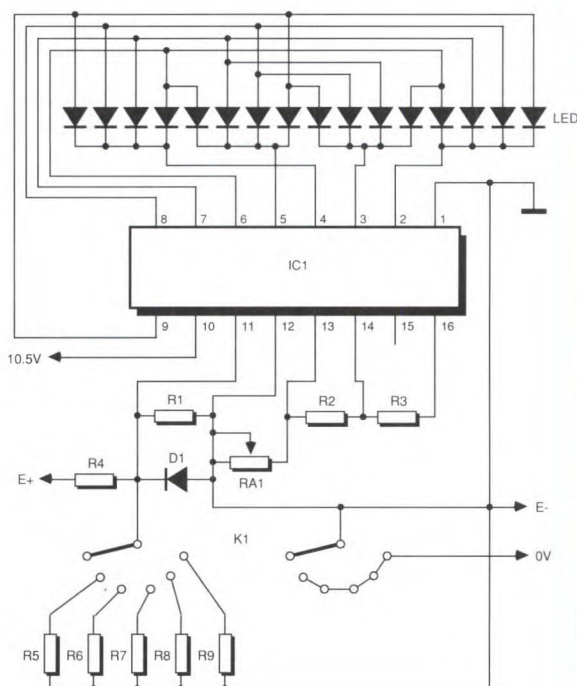 LED
8 7 6 5 4 3 2 1
IC1
9 10 11 12 13 14 15 16
10.5V
R1 R2 R3
R4 D1 RA1
E+
E-
K1
0V
R5 R6 R7 R8 R9